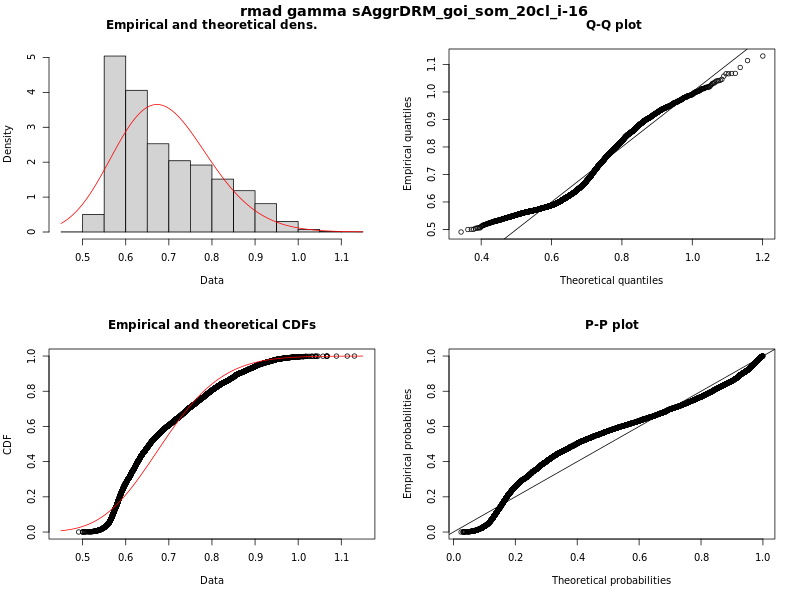 rmad gamma sAggrDRM_goi_som_20cl_i-16
Empirical and theoretical dens.
Density
0 1 2 3 4 5
0.5 0.6 0.7 0.8 0.9 1.0 1.1
Data
Q-Q plot
Empirical quantiles
0.5 0.6 0.7 0.8 0.9 1.0 1.1
0.4 0.6 0.8 1.0 1.2
Theoretical quantiles
Empirical and theoretical CDFs
CDF
0.0 0.2 0.4 0.6 0.8 1.0
0.5 0.6 0.7 0.8 0.9 1.0 1.1
Data
P-P plot
Empirical probabilities
0.0 0.2 0.4 0.6 0.8 1.0
0.0 0.2 0.4 0.6 0.8 1.0
Theoretical probabilities